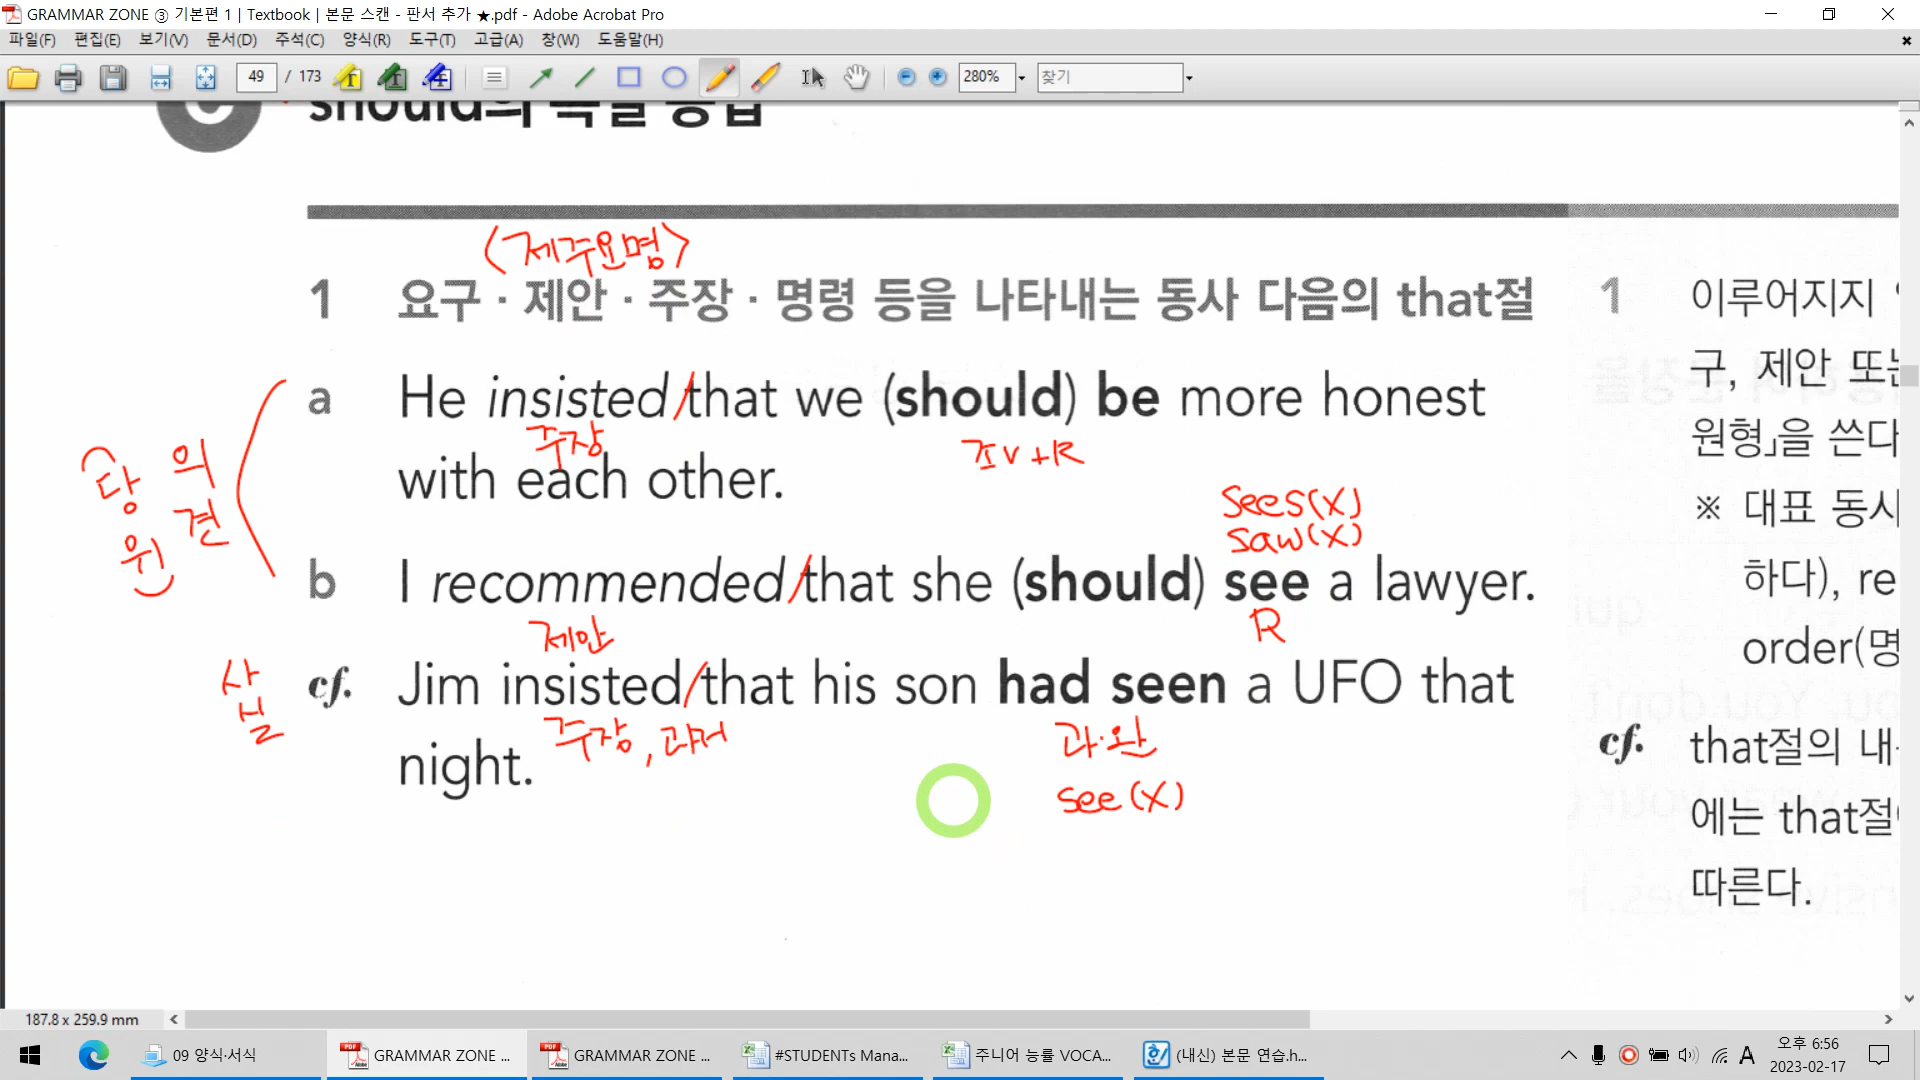 GRAMMAR ZONE ③ 기본편 1 | Textbook | 본문 스캔 - 판서 추가 ★.pdf - Adobe Acrobat Pro
파일(F) 편집(E) 보기(V) 문서(D) 주석(C) 양식(R) 도구(T) 고급(A) 창(W) 도움말(H)
49 / 173 280% 찾기
<제주요명>
1 요구 · 제안 · 주장 · 명령 등을 나타내는 동사 다음의 that절
a He insisted/that we (should) be more honest
주장 조V+R
with each other.
당위 의견
sees(X)
saw(X)
b I recommended/that she (should) see a lawyer.
제안 R
사실
cf. Jim insisted/that his son had seen a UFO that
주장, 과거 과·완
night.
see(X)
1 이루어지지
구, 제안 또는
원형」을 쓴다
※ 대표 동사
하다), re
order(명
cf. that절의 내
에는 that절
따른다.
187.8 x 259.9 mm
09 양식·서식
GRAMMAR ZONE ...
GRAMMAR ZONE ...
#STUDENTs Mana...
주니어 능률 VOCA...
(내신) 본문 연습.h...
A
오후 6:56
2023-02-17